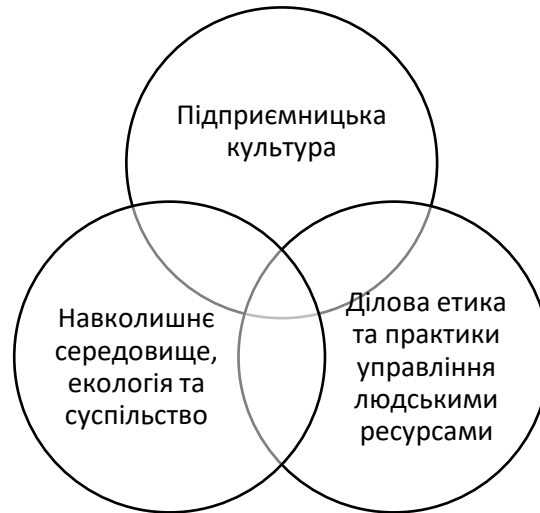 Підприємницька
культура
Навколишнє
середовище,
екологія та
суспільство
Ділова етика
та практики
управління
людськими
ресурсами